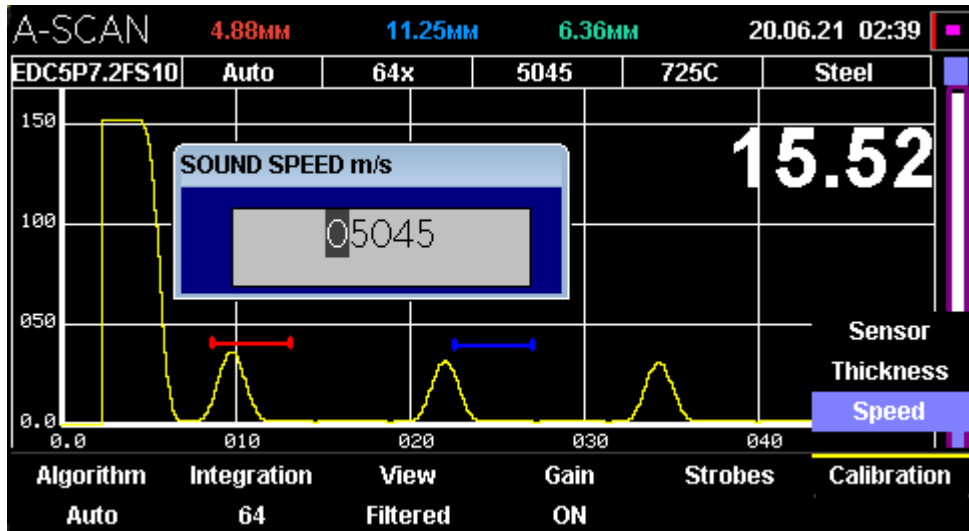 A-SCAN 4.88мм 11.25мм 6.36мм 20.06.21 02:39
EDC5P7.2FS10 Auto 64x 5045 725C Steel
150
15.52
SOUND SPEED m/s
05045
100
050
Sensor
Thickness
Speed
0.0
0.0 010 020 030 040
Algorithm Integration View Gain Strobes Calibration
Auto 64 Filtered ON